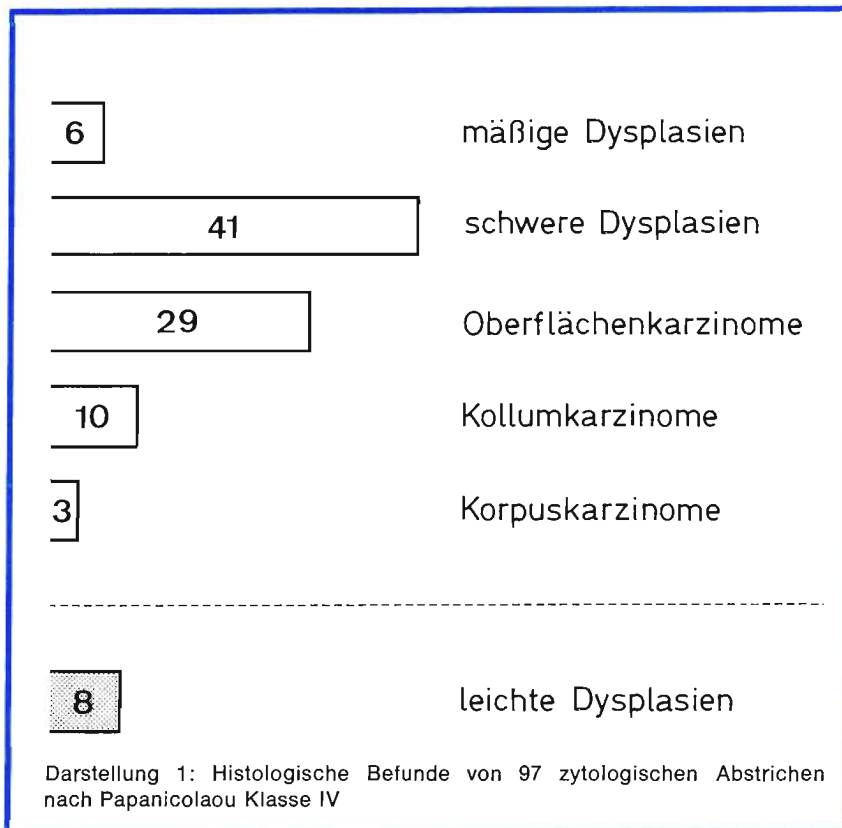 6 mäßige Dysplasien
41 schwere Dysplasien
29 Oberflächenkarzinome
10 Kollumkarzinome
3 Korpuskarzinome
8 leichte Dysplasien
Darstellung 1: Histologische Befunde von 97 zytologischen Abstrichen
nach Papanicolaou Klasse IV